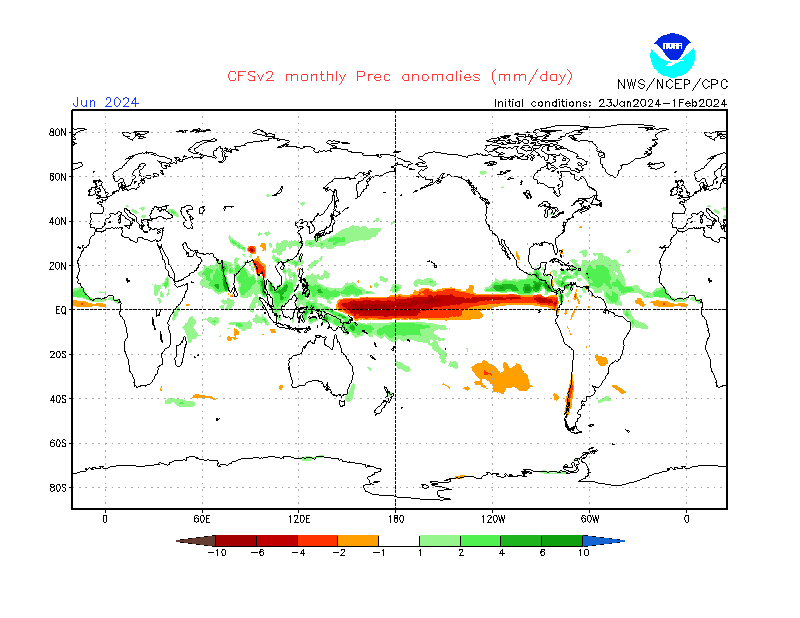 NOAA
CFSv2 monthly Prec anomalies (mm/day)
NWS/NCEP/CPC
Jun 2024
Initial conditions: 23Jan2024-1Feb2024
80N
60N
40N
20N
EQ
20S
40S
60S
80S
0 60E 120E 180 120W 60W 0
-10 -6 -4 -2 -1 1 2 4 6 10